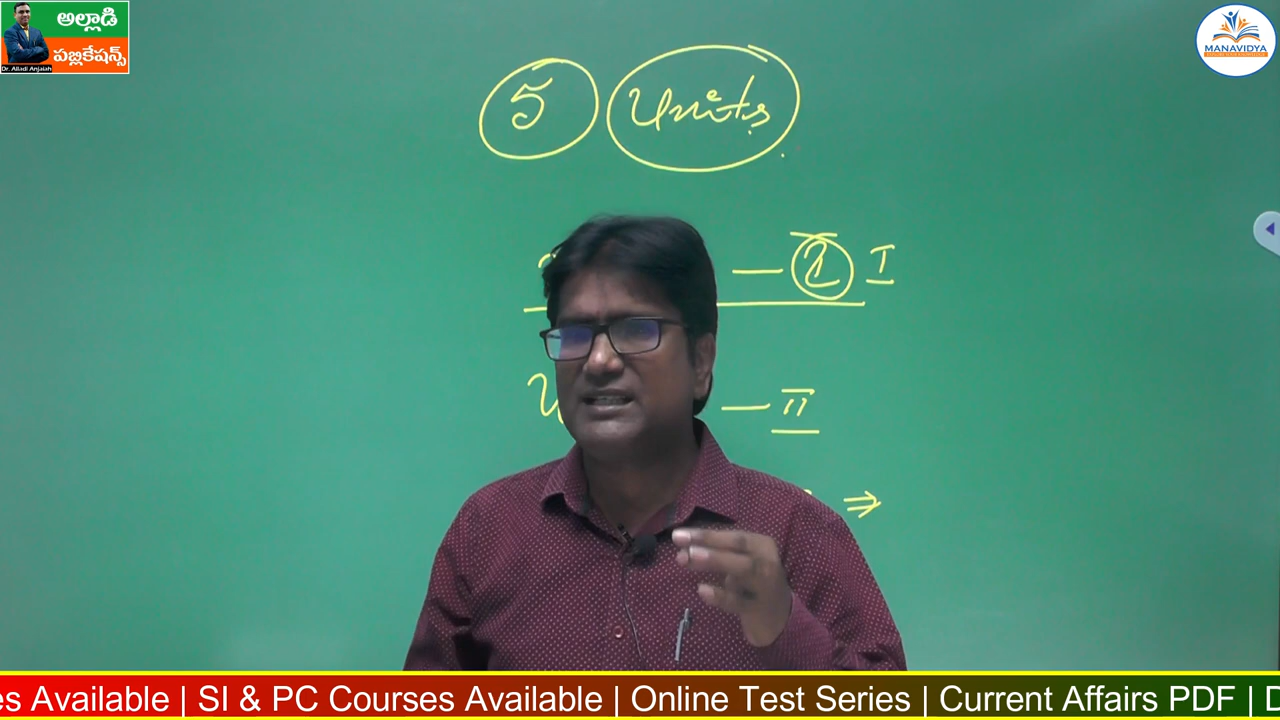 అల్లాడి
పబ్లికేషన్స్
Dr. Alladi Anjaiah
MANAVIDYA
5 Units
— I I
— II
⇒
es Available | SI & PC Courses Available | Online Test Series | Current Affairs PDF | D